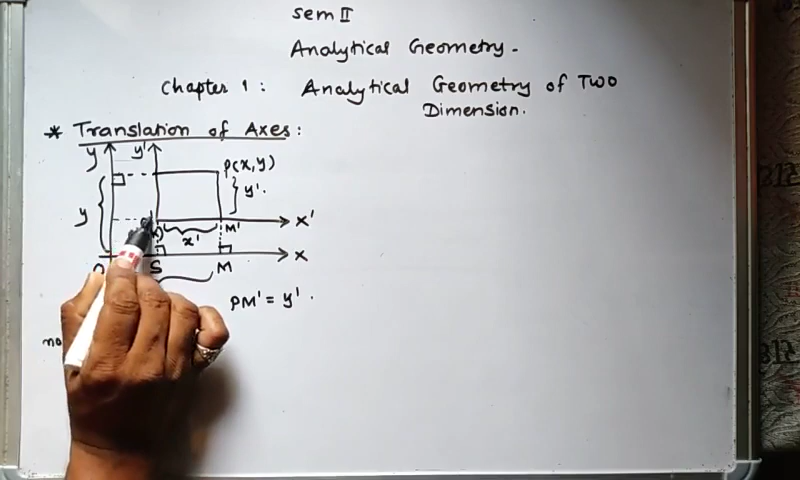 Sem II
Analytical Geometry -
Chapter 1 : Analytical Geometry of Two
Dimension.
* Translation of Axes :
y y'
P(x, y)
y'.
y
x'
M'
x'
x
S M
PM' = y' .